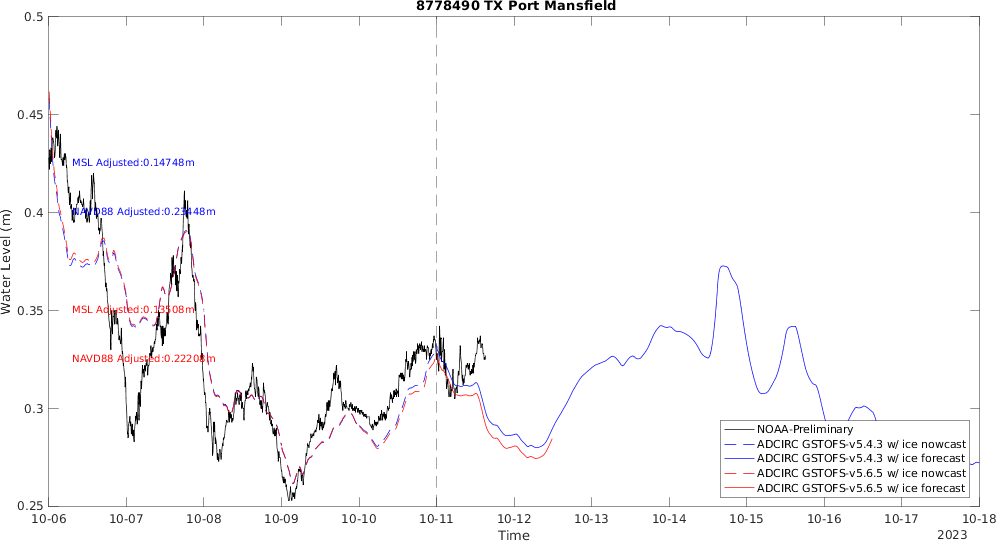 8778490 TX Port Mansfield
0.5
0.45
0.4
0.35
0.3
0.25
Water Level (m)
MSL Adjusted:0.14748m
NAVD88 Adjusted:0.23448m
MSL Adjusted:0.13508m
NAVD88 Adjusted:0.22208m
NOAA-Preliminary
ADCIRC GSTOFS-v5.4.3 w/ ice nowcast
ADCIRC GSTOFS-v5.4.3 w/ ice forecast
ADCIRC GSTOFS-v5.6.5 w/ ice nowcast
ADCIRC GSTOFS-v5.6.5 w/ ice forecast
10-06 10-07 10-08 10-09 10-10 10-11 10-12 10-13 10-14 10-15 10-16 10-17 10-18
Time
2023